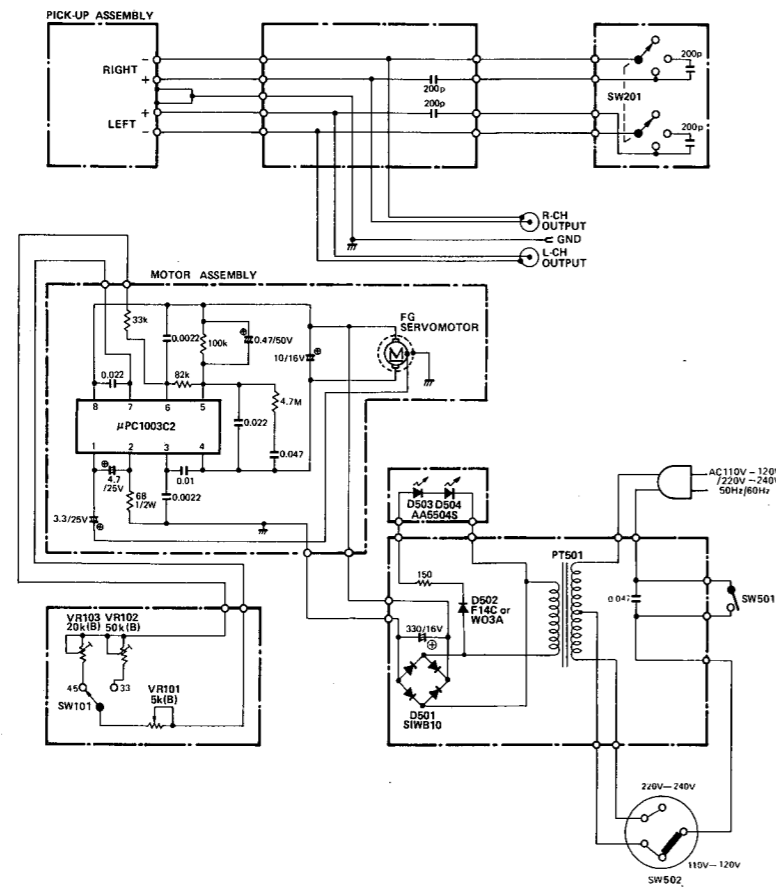 PICK-UP ASSEMBLY
RIGHT
−
+
LEFT
+
−
200p
200p
200p
SW201
200p
R-CH
OUTPUT
GND
L-CH
OUTPUT
MOTOR ASSEMBLY
FG
SERVOMOTOR
M
33k
0.0022
100k
0.47/50V
10/16V
0.022
82k
4.7M
8 7 6 5
μPC1003C2
0.022
1 2 3 4
0.047
4.7
/25V
68
1/2W
0.01
0.0022
3.3/25V
AC110V−120V
/220V−240V
50Hz/60Hz
D503 D504
AA5504S
PT501
150
D502
F14C or
WO3A
0.047
SW501
330/16V
D501
SIWB10
VR103 VR102
20k(B) 50k(B)
45 33
VR101
5k(B)
SW101
220V−240V
110V−120V
SW502